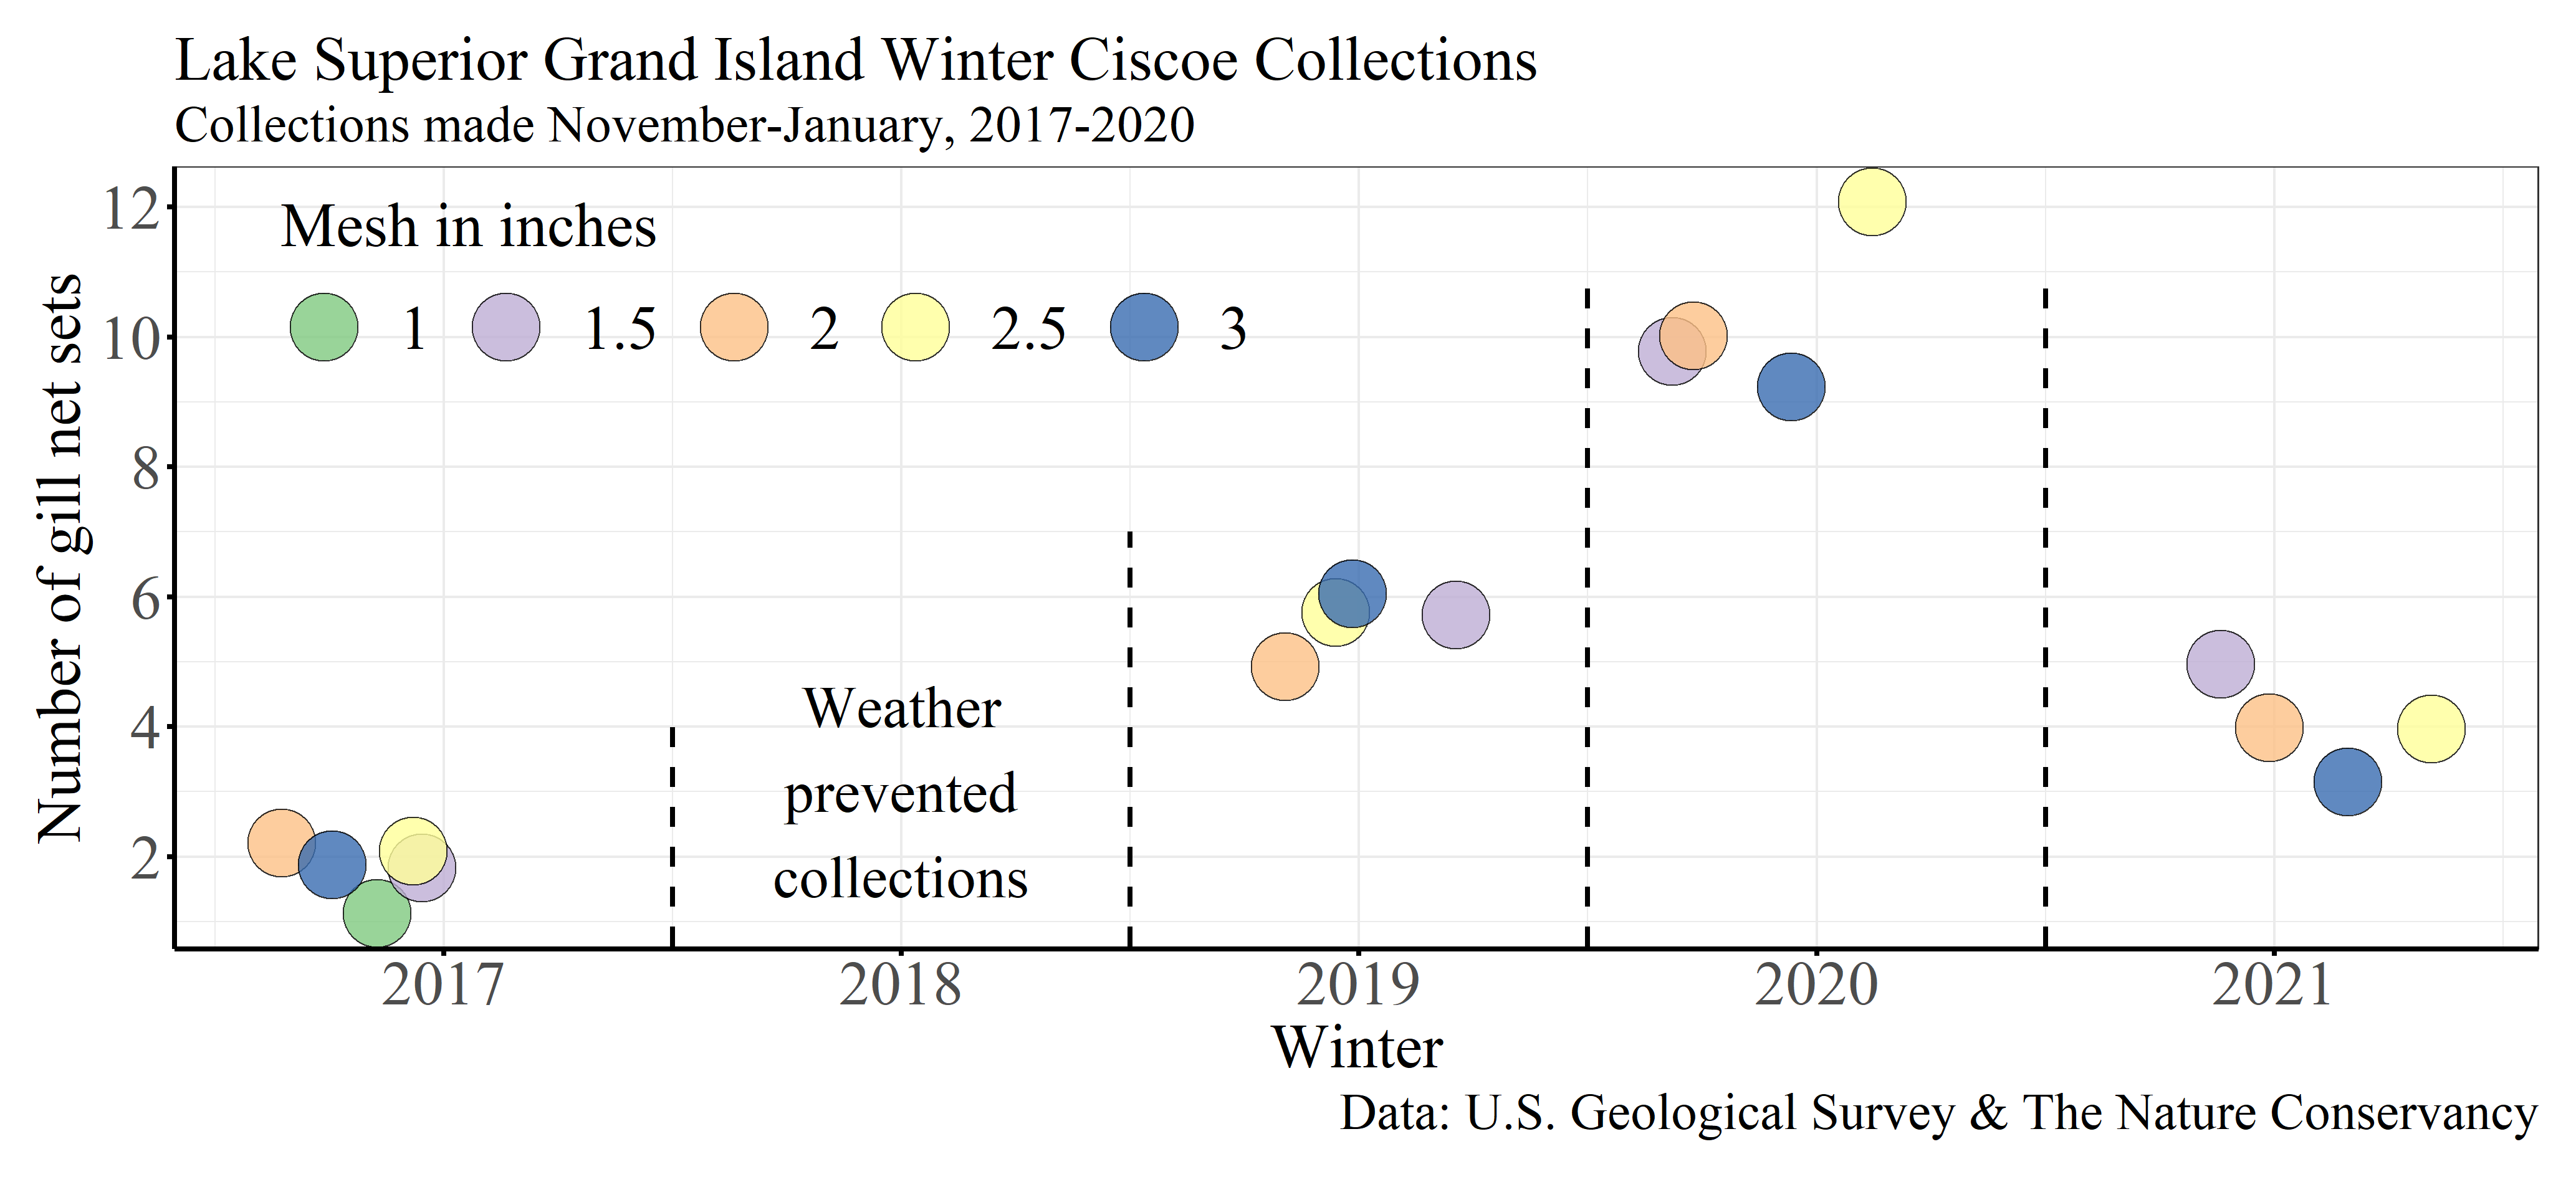 Lake Superior Grand Island Winter Ciscoe Collections
Collections made November-January, 2017-2020
Number of gill net sets
12
10
8
6
4
2
Mesh in inches
1 1.5 2 2.5 3
Weather
prevented
collections
2017 2018 2019 2020 2021
Winter
Data: U.S. Geological Survey & The Nature Conservancy